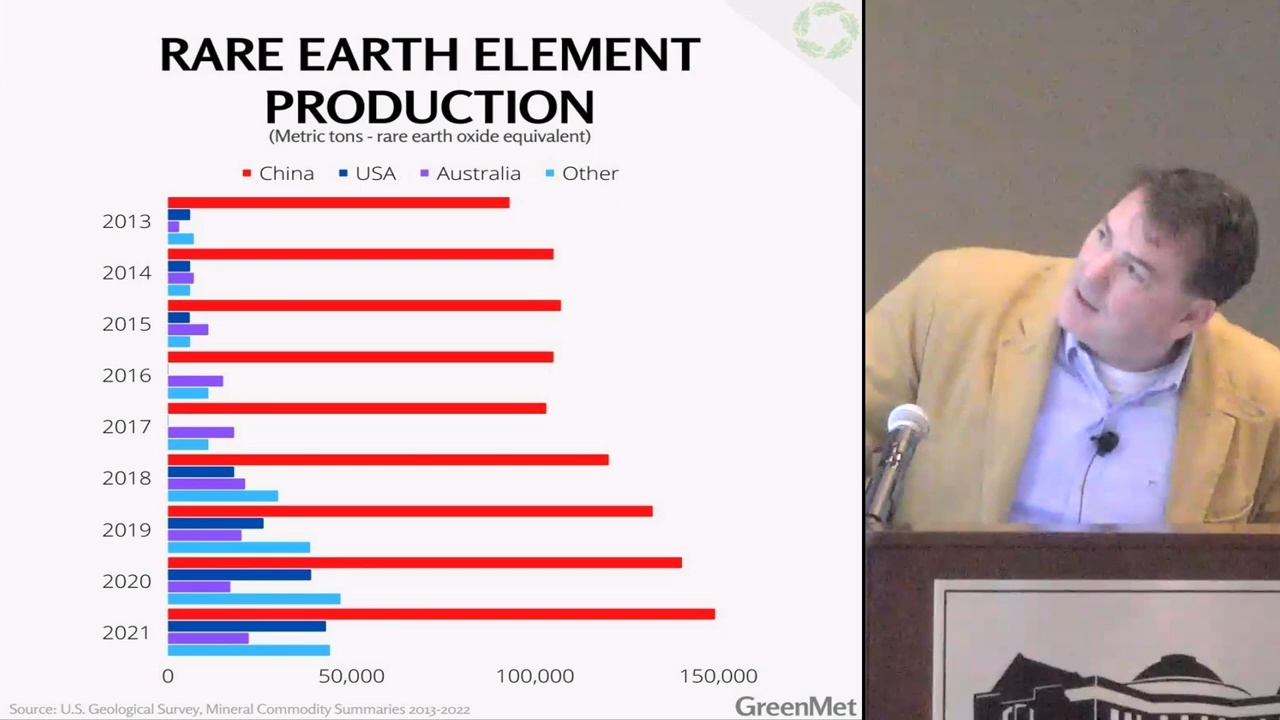 RARE EARTH ELEMENT
PRODUCTION
(Metric tons - rare earth oxide equivalent)
China USA Australia Other
2013
2014
2015
2016
2017
2018
2019
2020
2021
0 50,000 100,000 150,000
Source: U.S. Geological Survey, Mineral Commodity Summaries 2013-2022
GreenMet